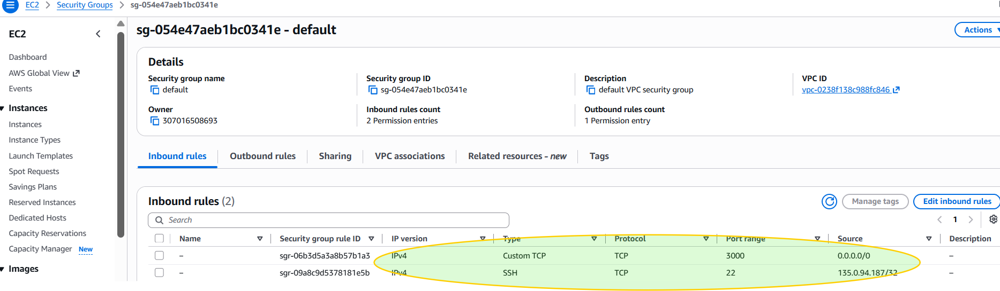 EC2 > Security Groups > sg-054e47aeb1bc0341e
EC2
Dashboard
AWS Global View
Events
Instances
Instances
Instance Types
Launch Templates
Spot Requests
Savings Plans
Reserved Instances
Dedicated Hosts
Capacity Reservations
Capacity Manager New
Images
sg-054e47aeb1bc0341e - default
Actions
Details
Security group name
default
Security group ID
sg-054e47aeb1bc0341e
Description
default VPC security group
VPC ID
vpc-0238f138c988fc846
Owner
307016508693
Inbound rules count
2 Permission entries
Outbound rules count
1 Permission entry
Inbound rules Outbound rules Sharing VPC associations Related resources - new Tags
Inbound rules (2)
Manage tags Edit inbound rules
Search
1
Name Security group rule ID IP version Type Protocol Port range Source Description
– sgr-06b3d5a3a8b57b1a3 IPv4 Custom TCP TCP 3000 0.0.0.0/0 –
– sgr-09a8c9d5378181e5b IPv4 SSH TCP 22 135.0.94.187/32 –